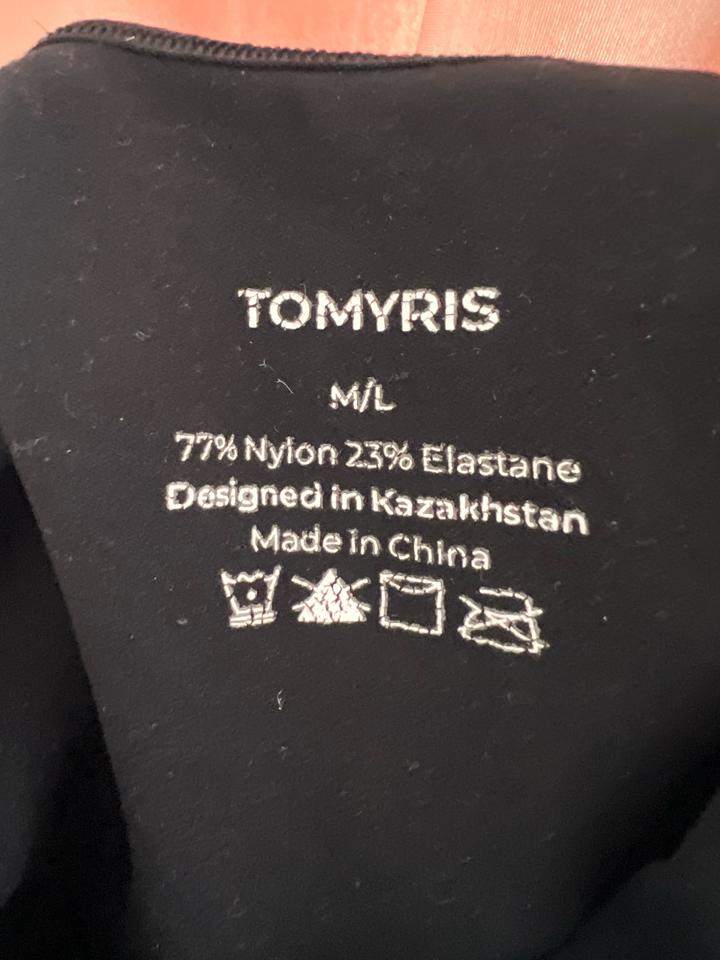 TOMYRIS
M/L
77% Nylon 23% Elastane
Designed in Kazakhstan
Made in China